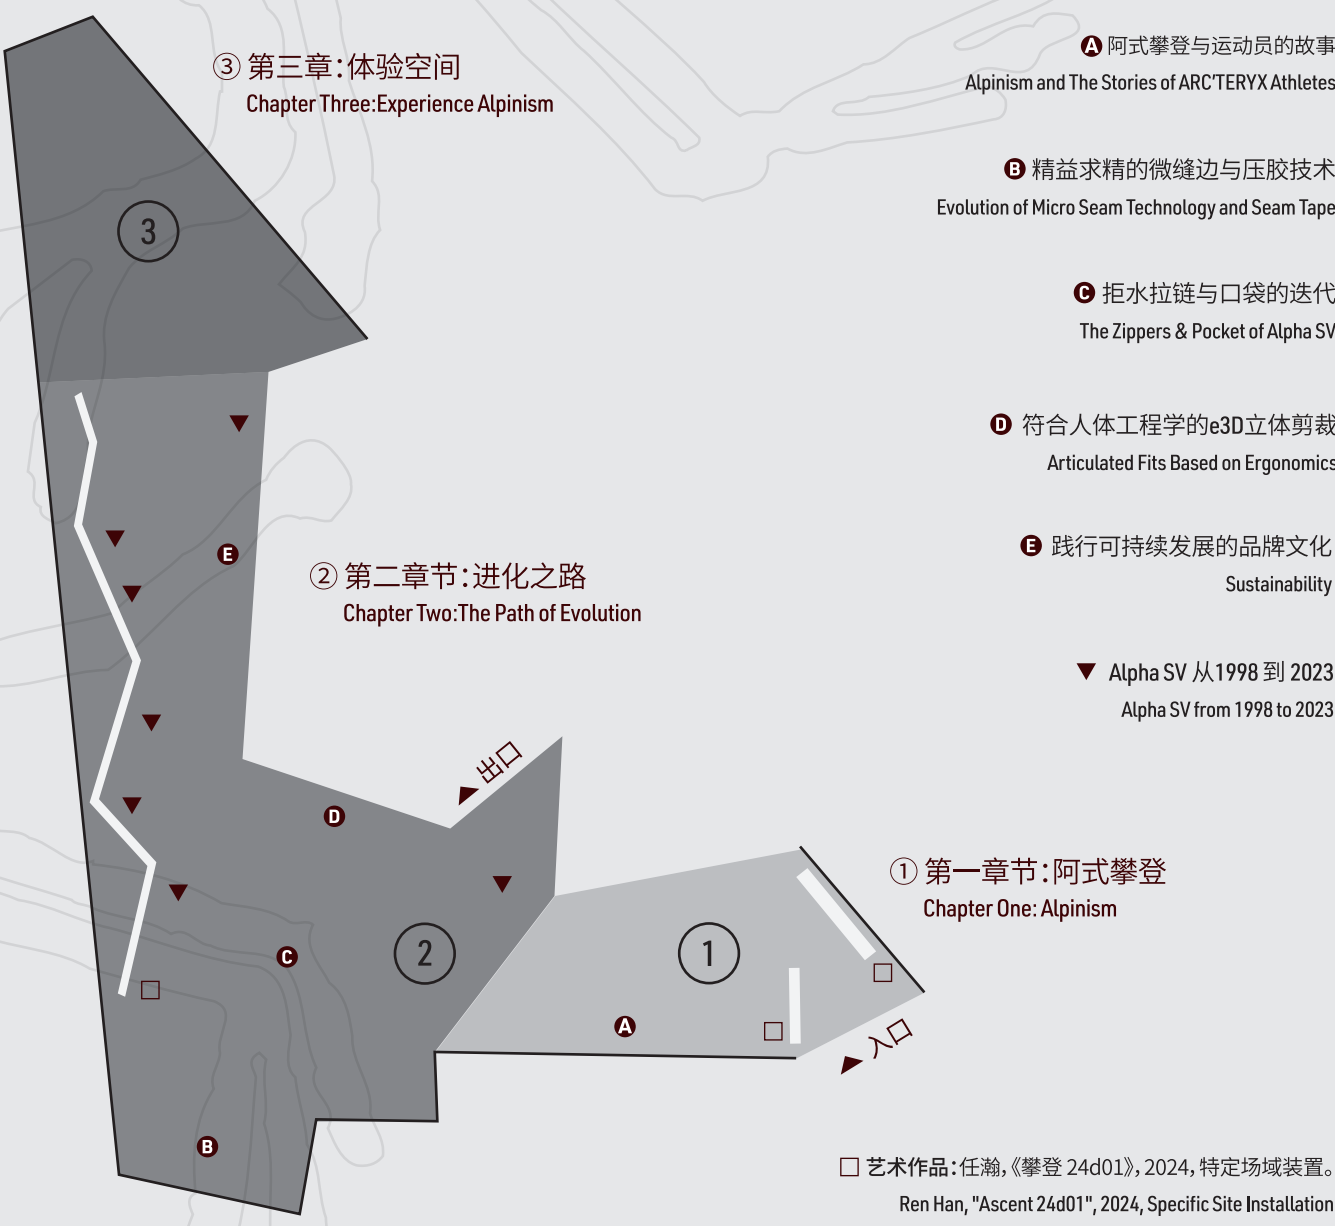 ③ 第三章:体验空间
Chapter Three:Experience Alpinism
Ⓐ 阿式攀登与运动员的故事
Alpinism and The Stories of ARC'TERYX Athletes
Ⓑ 精益求精的微缝边与压胶技术
Evolution of Micro Seam Technology and Seam Tape
Ⓒ 拒水拉链与口袋的迭代
The Zippers & Pocket of Alpha SV
Ⓓ 符合人体工程学的e3D立体剪裁
Articulated Fits Based on Ergonomics
Ⓔ 践行可持续发展的品牌文化
Sustainability
▼ Alpha SV 从1998 到 2023
Alpha SV from 1998 to 2023
3
E
② 第二章节:进化之路
Chapter Two:The Path of Evolution
出口
D
① 第一章节:阿式攀登
Chapter One: Alpinism
C
2
1
A
入口
B
□ 艺术作品:任瀚,《攀登 24d01》,2024,特定场域装置。
Ren Han, "Ascent 24d01", 2024, Specific Site Installation